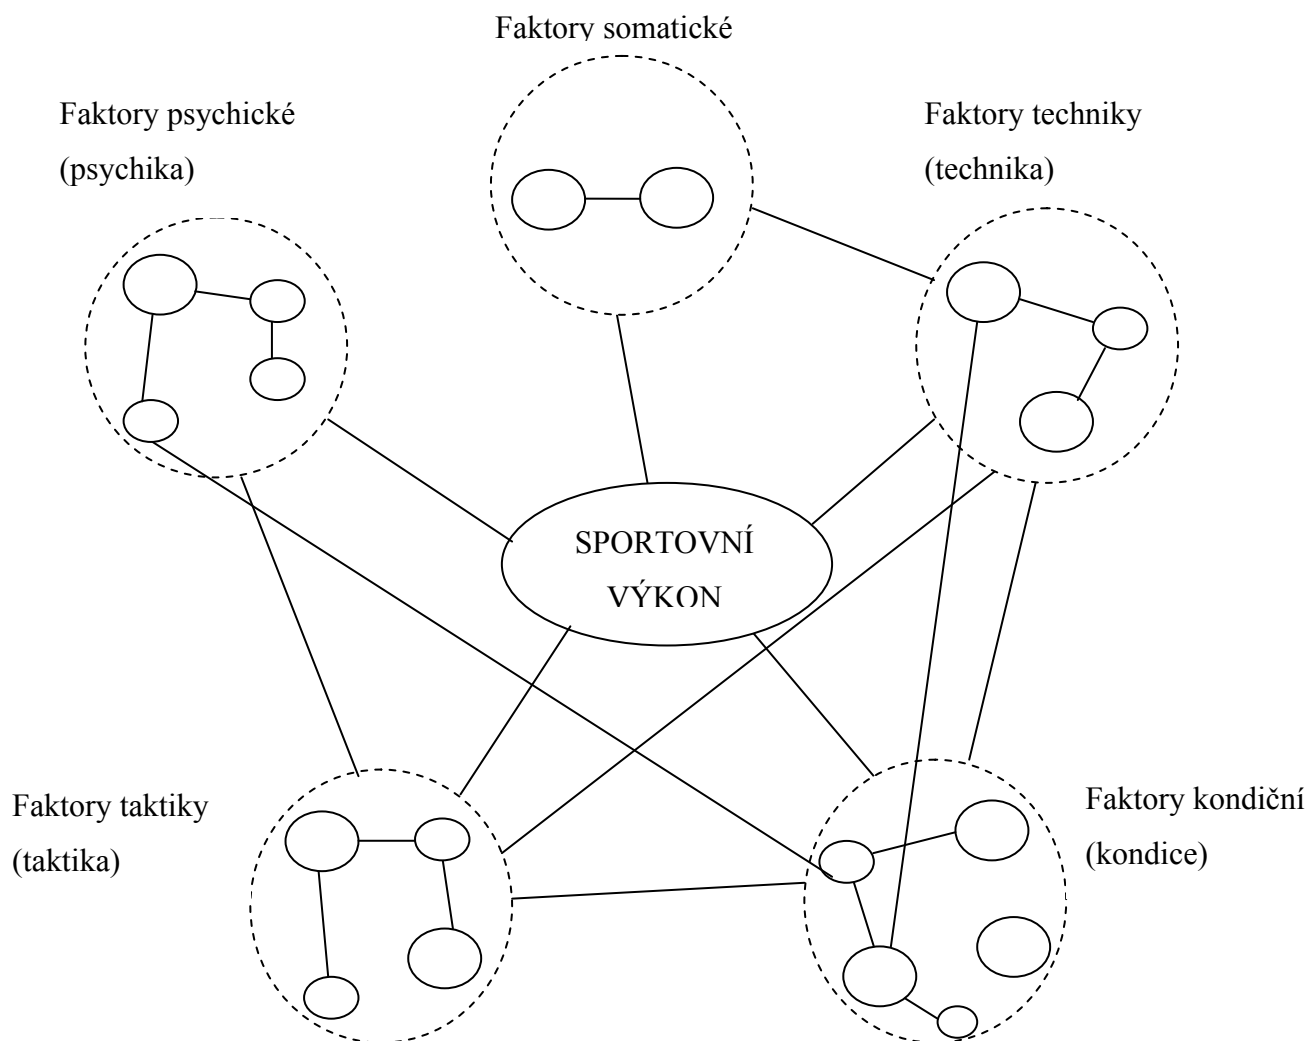 Faktory somatické
Faktory psychické
(psychika)
Faktory techniky
(technika)
SPORTOVNÍ
VÝKON
Faktory taktiky
(taktika)
Faktory kondiční
(kondice)